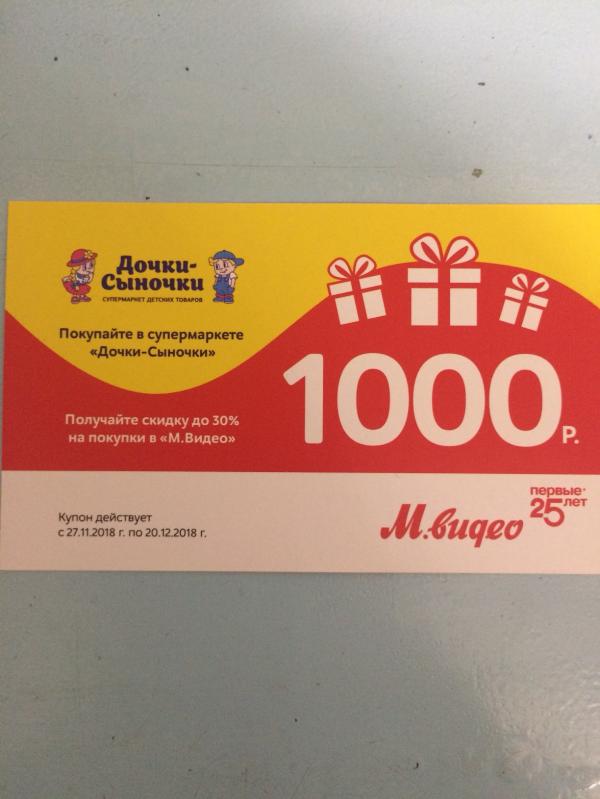 Дочки-
Сыночки
СУПЕРМАРКЕТ ДЕТСКИХ ТОВАРОВ
Покупайте в супермаркете
«Дочки-Сыночки»
1000 Р.
Получайте скидку до 30%
на покупки в «М.Видео»
Купон действует
с 27.11.2018 г. по 20.12.2018 г.
М.видео
первые*
25 лет